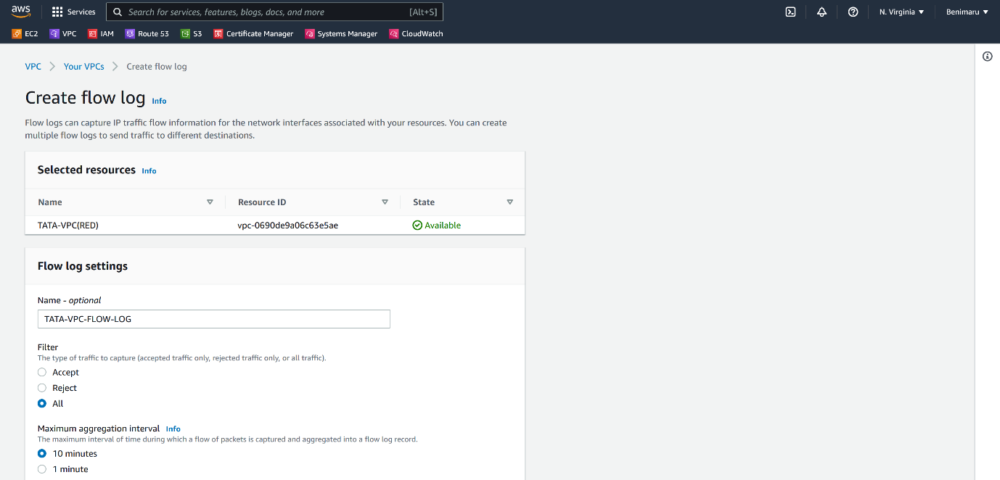 aws Services Search for services, features, blogs, docs, and more [Alt+S] N. Virginia Benimaru
EC2 VPC IAM Route 53 S3 Certificate Manager Systems Manager CloudWatch
VPC Your VPCs Create flow log
Create flow log Info
Flow logs can capture IP traffic flow information for the network interfaces associated with your resources. You can create
multiple flow logs to send traffic to different destinations.
Selected resources Info
Name Resource ID State
TATA-VPC(RED) vpc-0690de9a06c63e5ae Available
Flow log settings
Name - optional
TATA-VPC-FLOW-LOG
Filter
The type of traffic to capture (accepted traffic only, rejected traffic only, or all traffic).
Accept
Reject
All
Maximum aggregation interval Info
The maximum interval of time during which a flow of packets is captured and aggregated into a flow log record.
10 minutes
1 minute